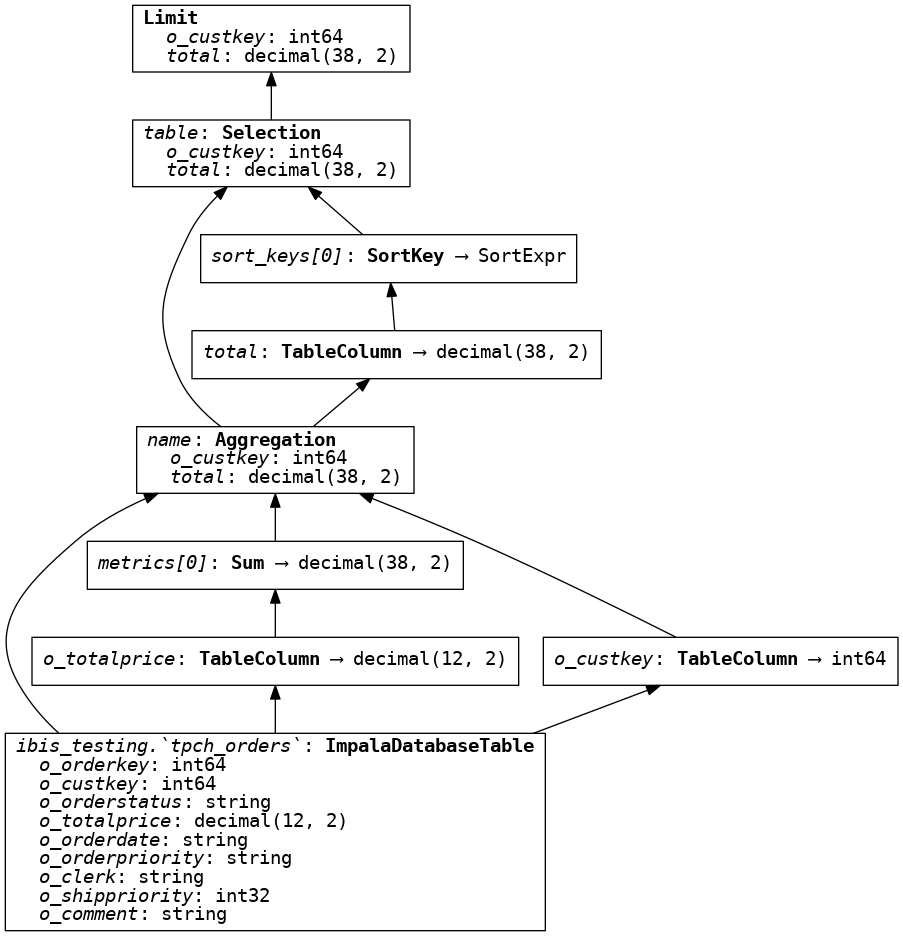 Limit
o_custkey: int64
total: decimal(38, 2)
table: Selection
o_custkey: int64
total: decimal(38, 2)
sort_keys[0]: SortKey → SortExpr
total: TableColumn → decimal(38, 2)
name: Aggregation
o_custkey: int64
total: decimal(38, 2)
metrics[0]: Sum → decimal(38, 2)
o_totalprice: TableColumn → decimal(12, 2)
o_custkey: TableColumn → int64
ibis_testing.`tpch_orders`: ImpalaDatabaseTable
o_orderkey: int64
o_custkey: int64
o_orderstatus: string
o_totalprice: decimal(12, 2)
o_orderdate: string
o_orderpriority: string
o_clerk: string
o_shippriority: int32
o_comment: string